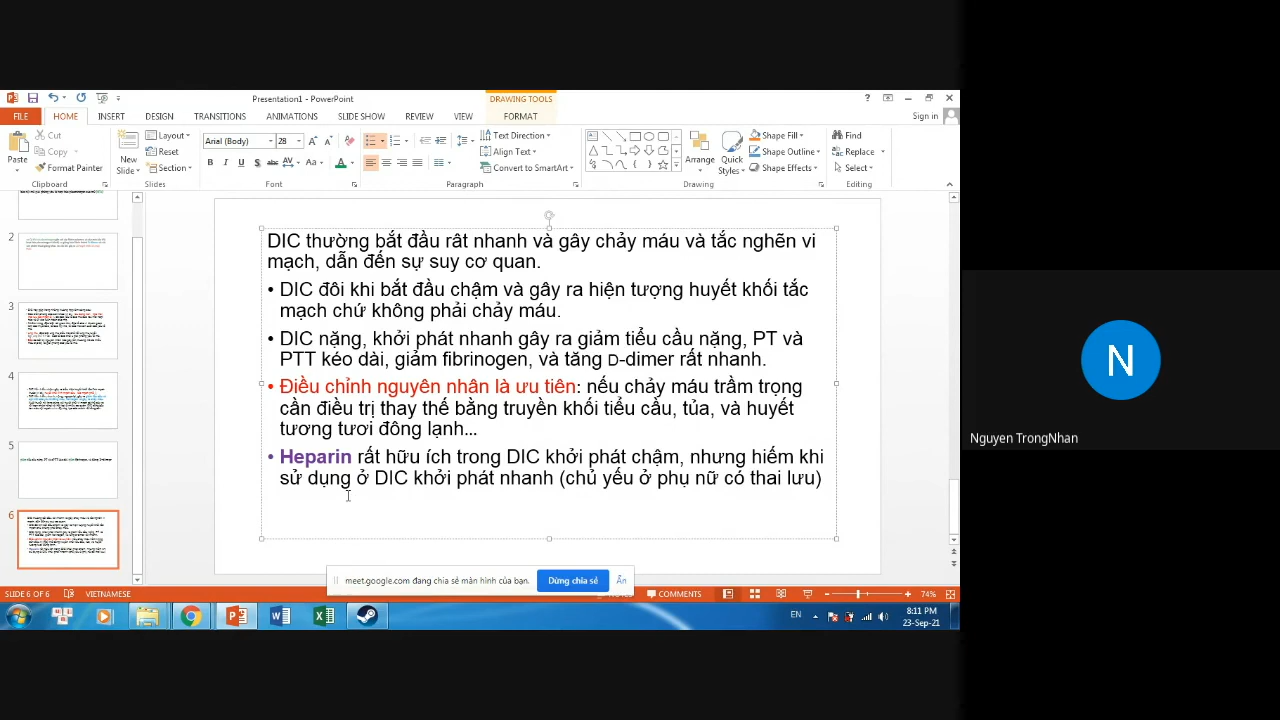 Presentation1 - PowerPoint
DRAWING TOOLS
FILE HOME INSERT DESIGN TRANSITIONS ANIMATIONS SLIDE SHOW REVIEW VIEW FORMAT Sign in
Paste
Cut
Copy
Format Painter
Clipboard
New Slide
Layout
Reset
Section
Slides
Arial (Body) 28
B I U S abc AV Aa A
Font
Text Direction
Align Text
Convert to SmartArt
Paragraph
Arrange
Quick Styles
Shape Fill
Shape Outline
Shape Effects
Drawing
Find
Replace
Select
Editing
2
3
4
5
6
DIC thường bắt đầu rât nhanh và gây chảy máu và tắc nghẽn vi
mạch, dẫn đến sự suy cơ quan.
• DIC đôi khi bắt đầu chậm và gây ra hiện tượng huyết khối tắc
mạch chứ không phải chảy máu.
• DIC nặng, khởi phát nhanh gây ra giảm tiểu cầu nặng, PT và
PTT kéo dài, giảm fibrinogen, và tăng D-dimer rất nhanh.
• Điều chỉnh nguyên nhân là ưu tiên: nếu chảy máu trầm trọng
cần điều trị thay thế bằng truyền khối tiểu cầu, tủa, và huyết
tương tươi đông lạnh...
• Heparin rất hữu ích trong DIC khởi phát chậm, nhưng hiếm khi
sử dụng ở DIC khởi phát nhanh (chủ yếu ở phụ nữ có thai lưu)
meet.google.com đang chia sẻ màn hình của bạn. Dừng chia sẻ Ẩn
SLIDE 6 OF 6 VIETNAMESE COMMENTS 74%
EN 8:11 PM
23-Sep-21
N
Nguyen TrongNhan